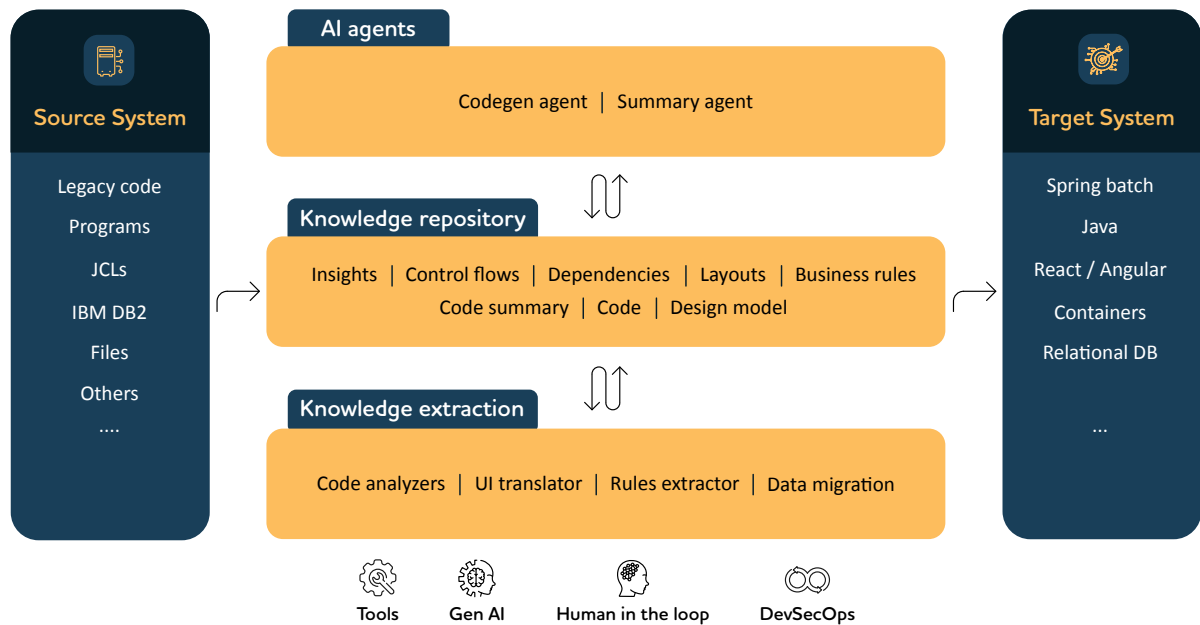 Source System
Legacy code
Programs
JCLs
IBM DB2
Files
Others
....
AI agents
Codegen agent | Summary agent
Knowledge repository
Insights | Control flows | Dependencies | Layouts | Business rules
Code summary | Code | Design model
Knowledge extraction
Code analyzers | UI translator | Rules extractor | Data migration
Target System
Spring batch
Java
React / Angular
Containers
Relational DB
...
Tools
Gen AI
Human in the loop
DevSecOps